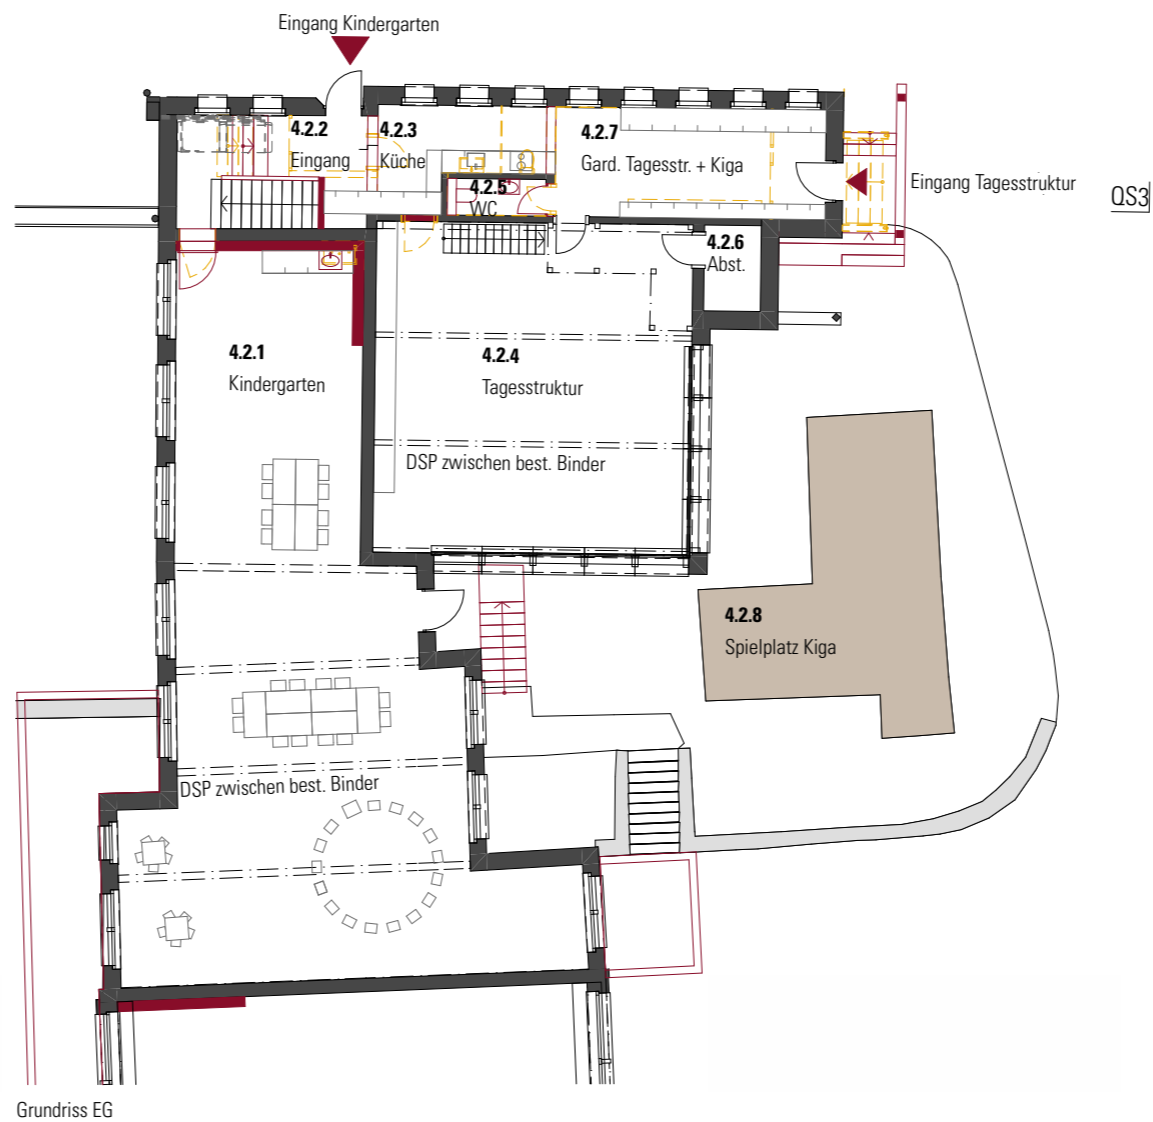 Eingang Kindergarten
4.2.2
Eingang
4.2.3
Küche
4.2.7
Gard. Tagesstr. + Kiga
Eingang Tagesstruktur
QS3
4.2.5
WC
4.2.6
Abst.
4.2.1
Kindergarten
4.2.4
Tagesstruktur
DSP zwischen best. Binder
4.2.8
Spielplatz Kiga
DSP zwischen best. Binder
Grundriss EG